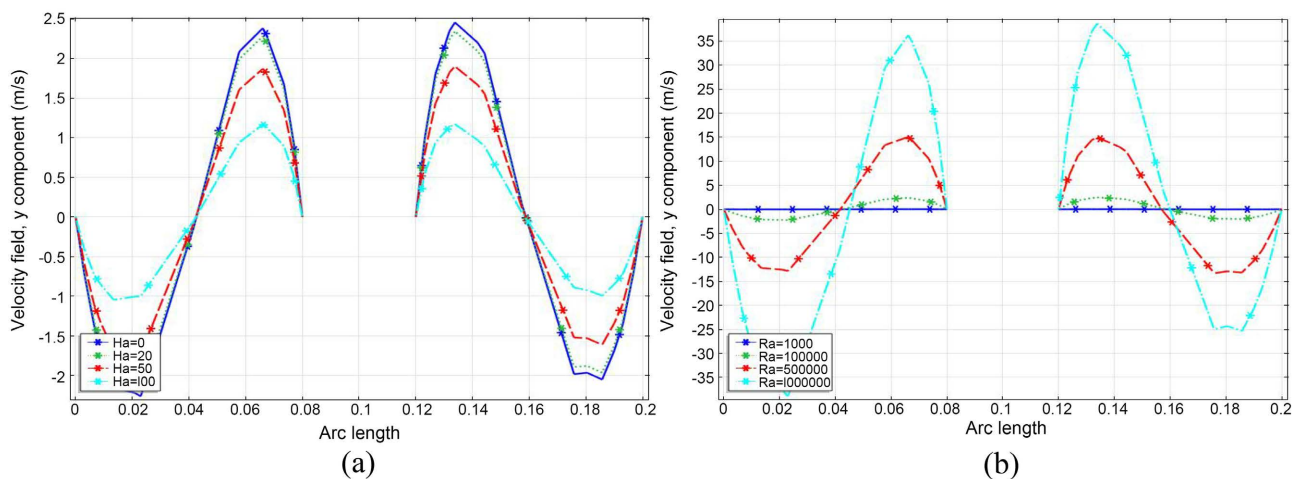 2.5
2
1.5
1
0.5
0
-0.5
-1
-1.5
-2
Velocity field, y component (m/s)
Ha=0
Ha=20
Ha=50
Ha=l00
0 0.02 0.04 0.06 0.08 0.1 0.12 0.14 0.16 0.18 0.2
Arc length
(a)
35
30
25
20
15
10
5
0
-5
-10
-15
-20
-25
-30
-35
Velocity field, y component (m/s)
Ra=1000
Ra=100000
Ra=500000
Ra=l000000
0 0.02 0.04 0.06 0.08 0.1 0.12 0.14 0.16 0.18 0.2
Arc length
(b)